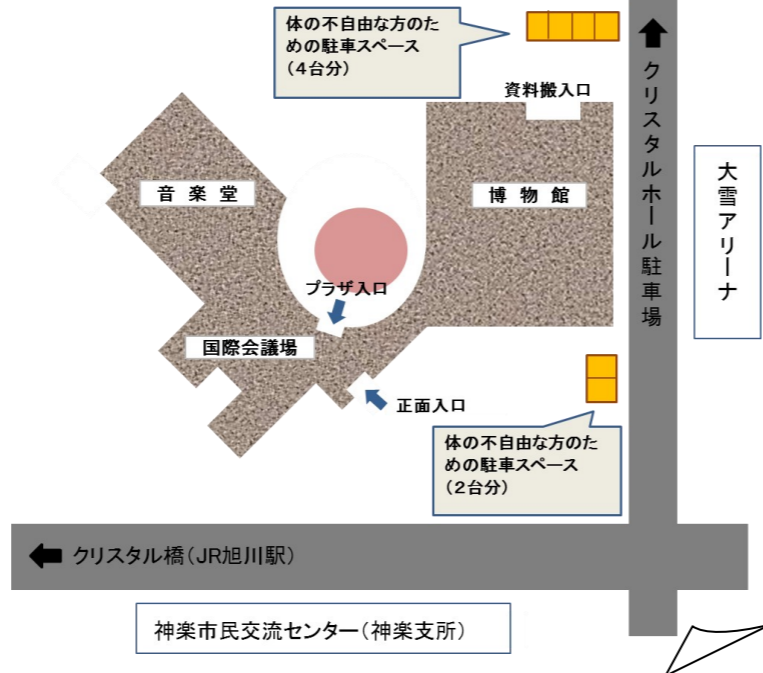 体の不自由な方のた
めの駐車スペース
(4台分)
資料搬入口
音楽堂
博物館
クリスタルホール駐車場
大雪アリーナ
プラザ入口
国際会議場
正面入口
体の不自由な方のた
めの駐車スペース
(2台分)
クリスタル橋(JR旭川駅)
神楽市民交流センター(神楽支所)